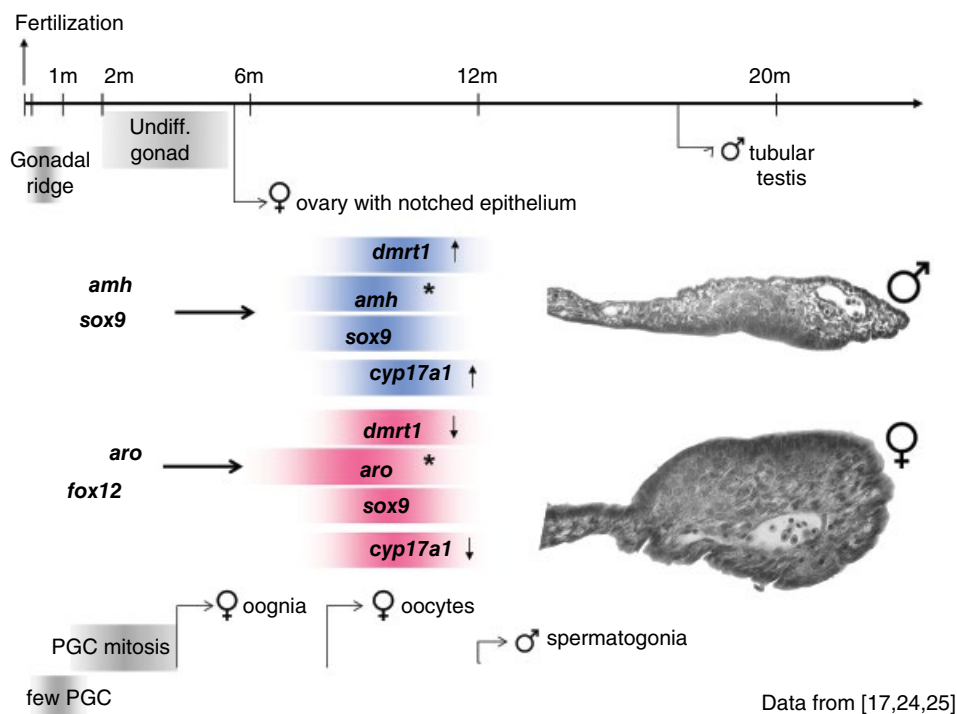 Fertilization
1m
2m
6m
12m
20m
Undiff.
gonad
Gonadal
ridge
♂ tubular
testis
♀ ovary with notched epithelium
dmrt1 ↑
amh *
sox9
cyp17a1 ↑
amh
sox9
♂
dmrt1 ↓
aro *
sox9
cyp17a1 ↓
aro
fox12
♀
♀ oognia
♀ oocytes
♂ spermatogonia
PGC mitosis
few PGC
Data from [17,24,25]